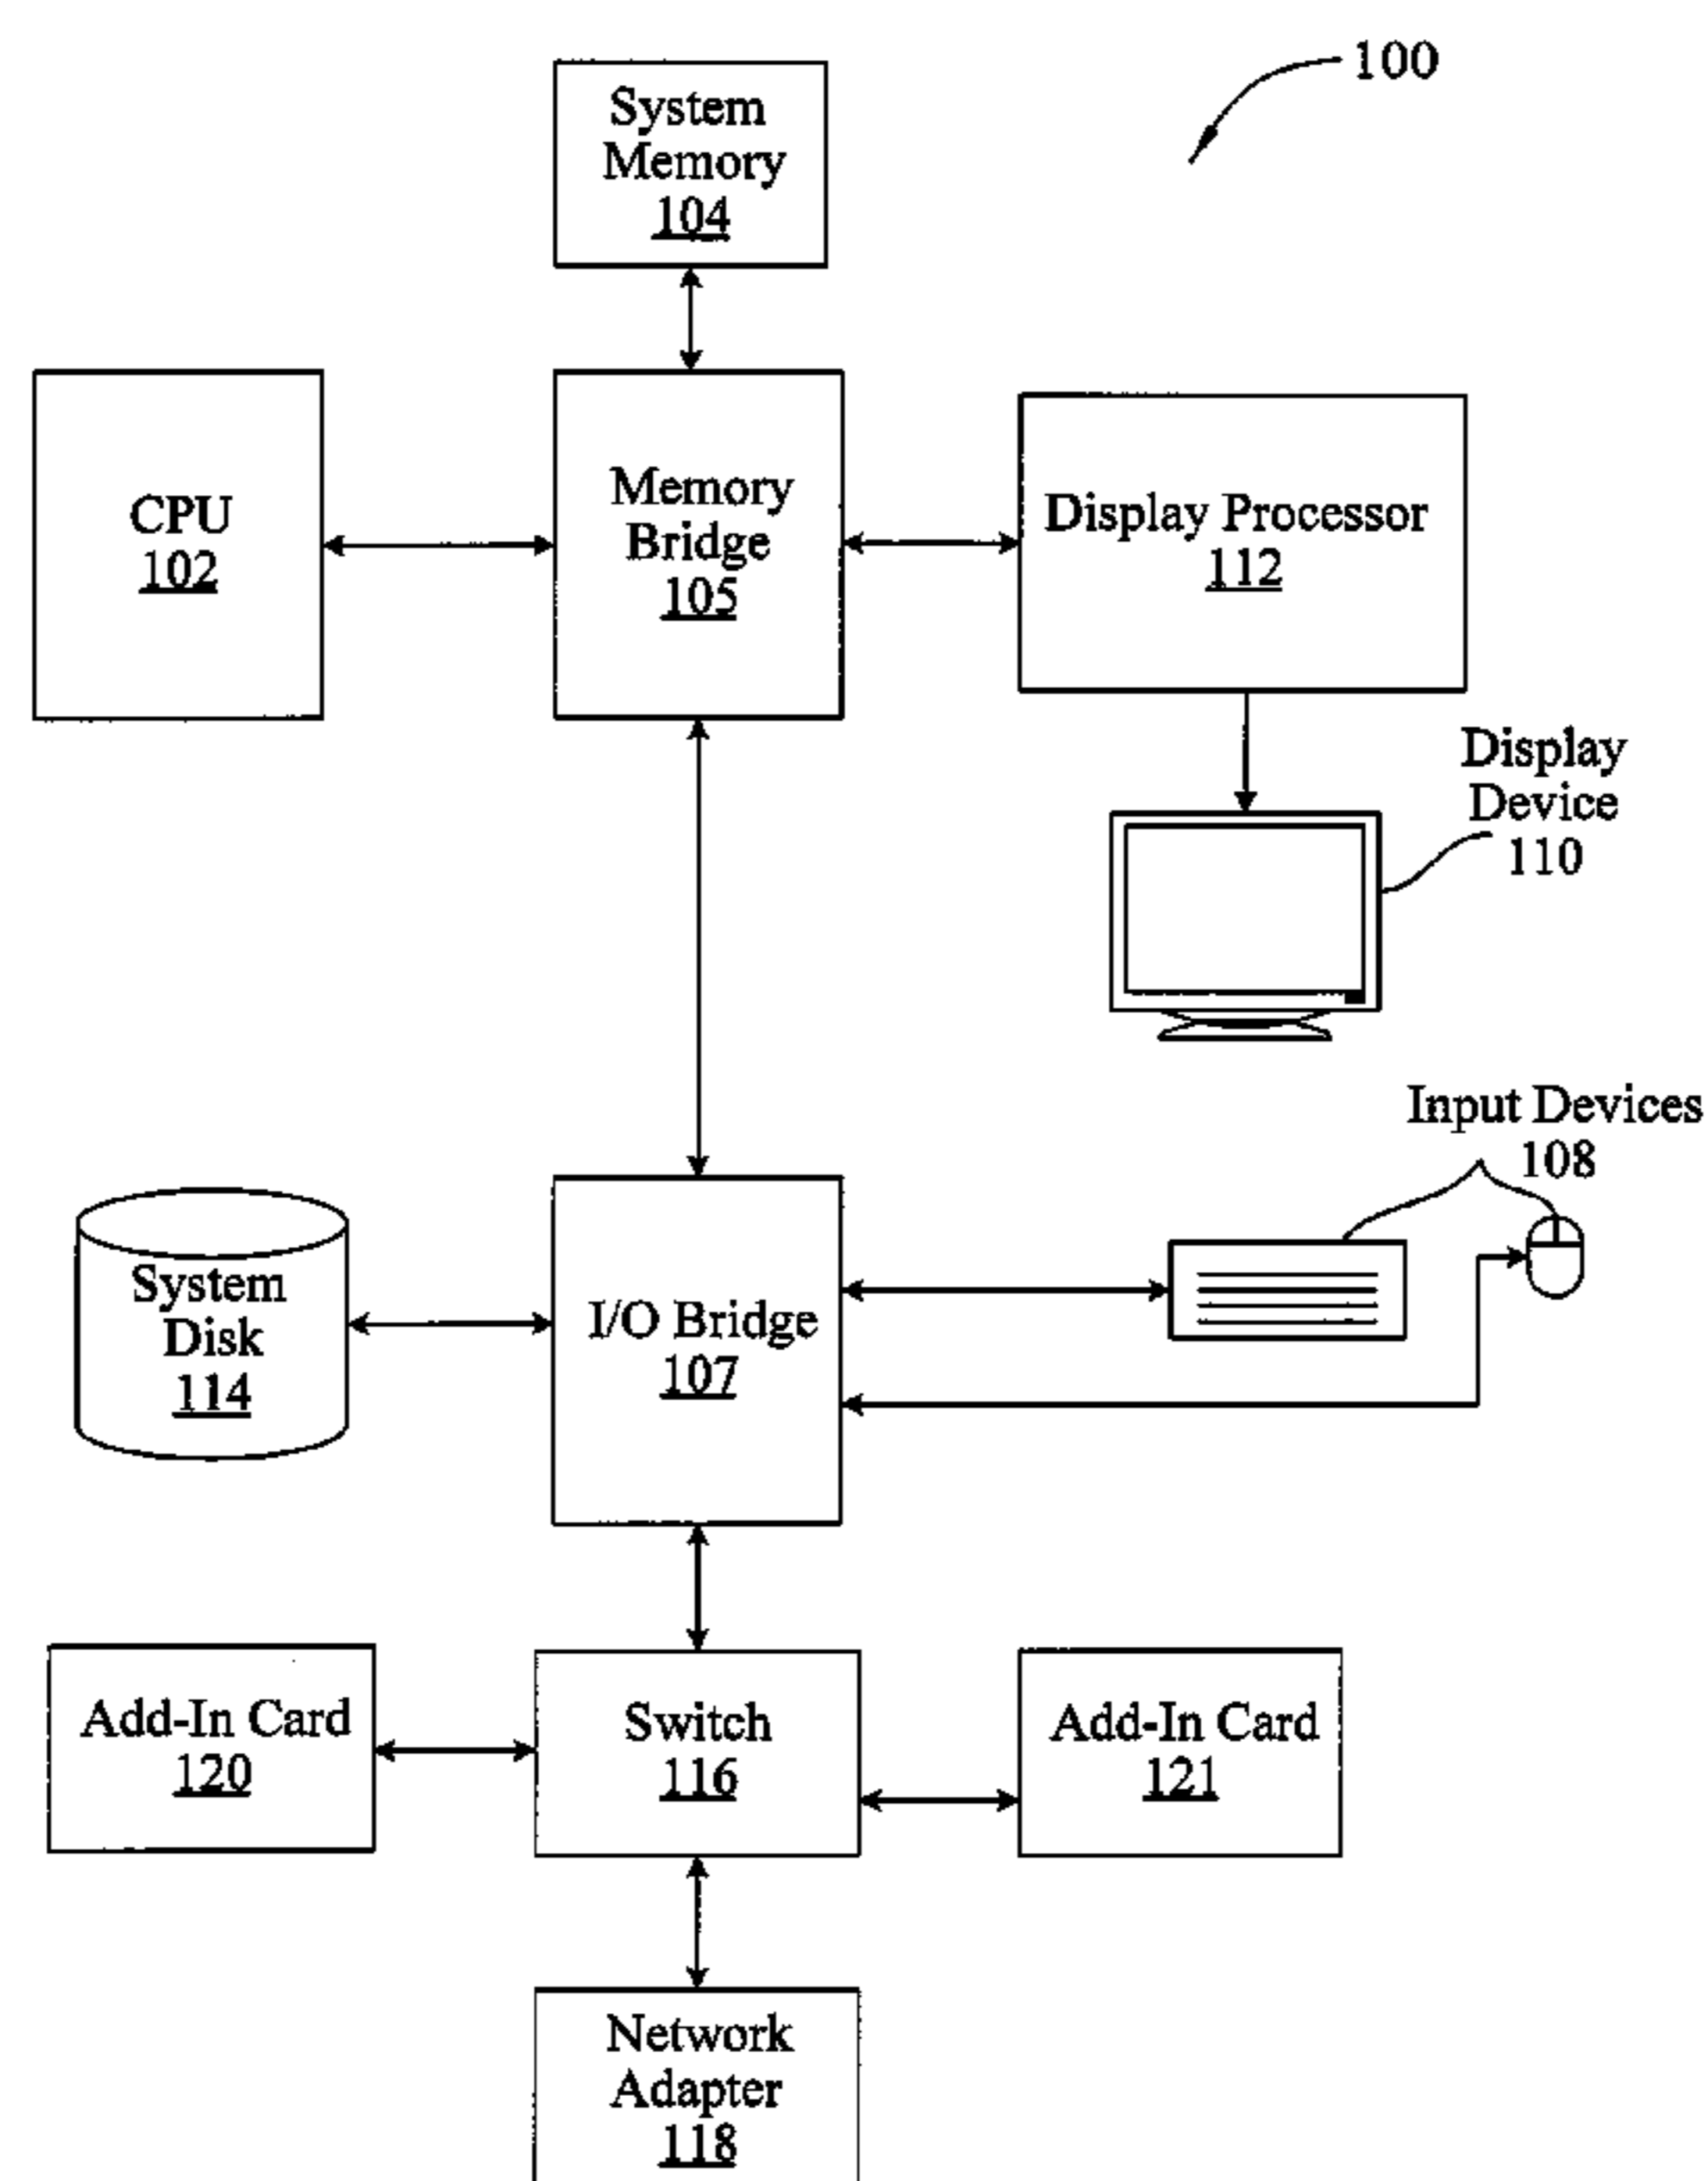 100
System
Memory
104
CPU
102
Memory
Bridge
105
Display Processor
112
Display
Device
110
Input Devices
108
System
Disk
114
I/O Bridge
107
Add-In Card
120
Switch
116
Add-In Card
121
Network
Adapter
118